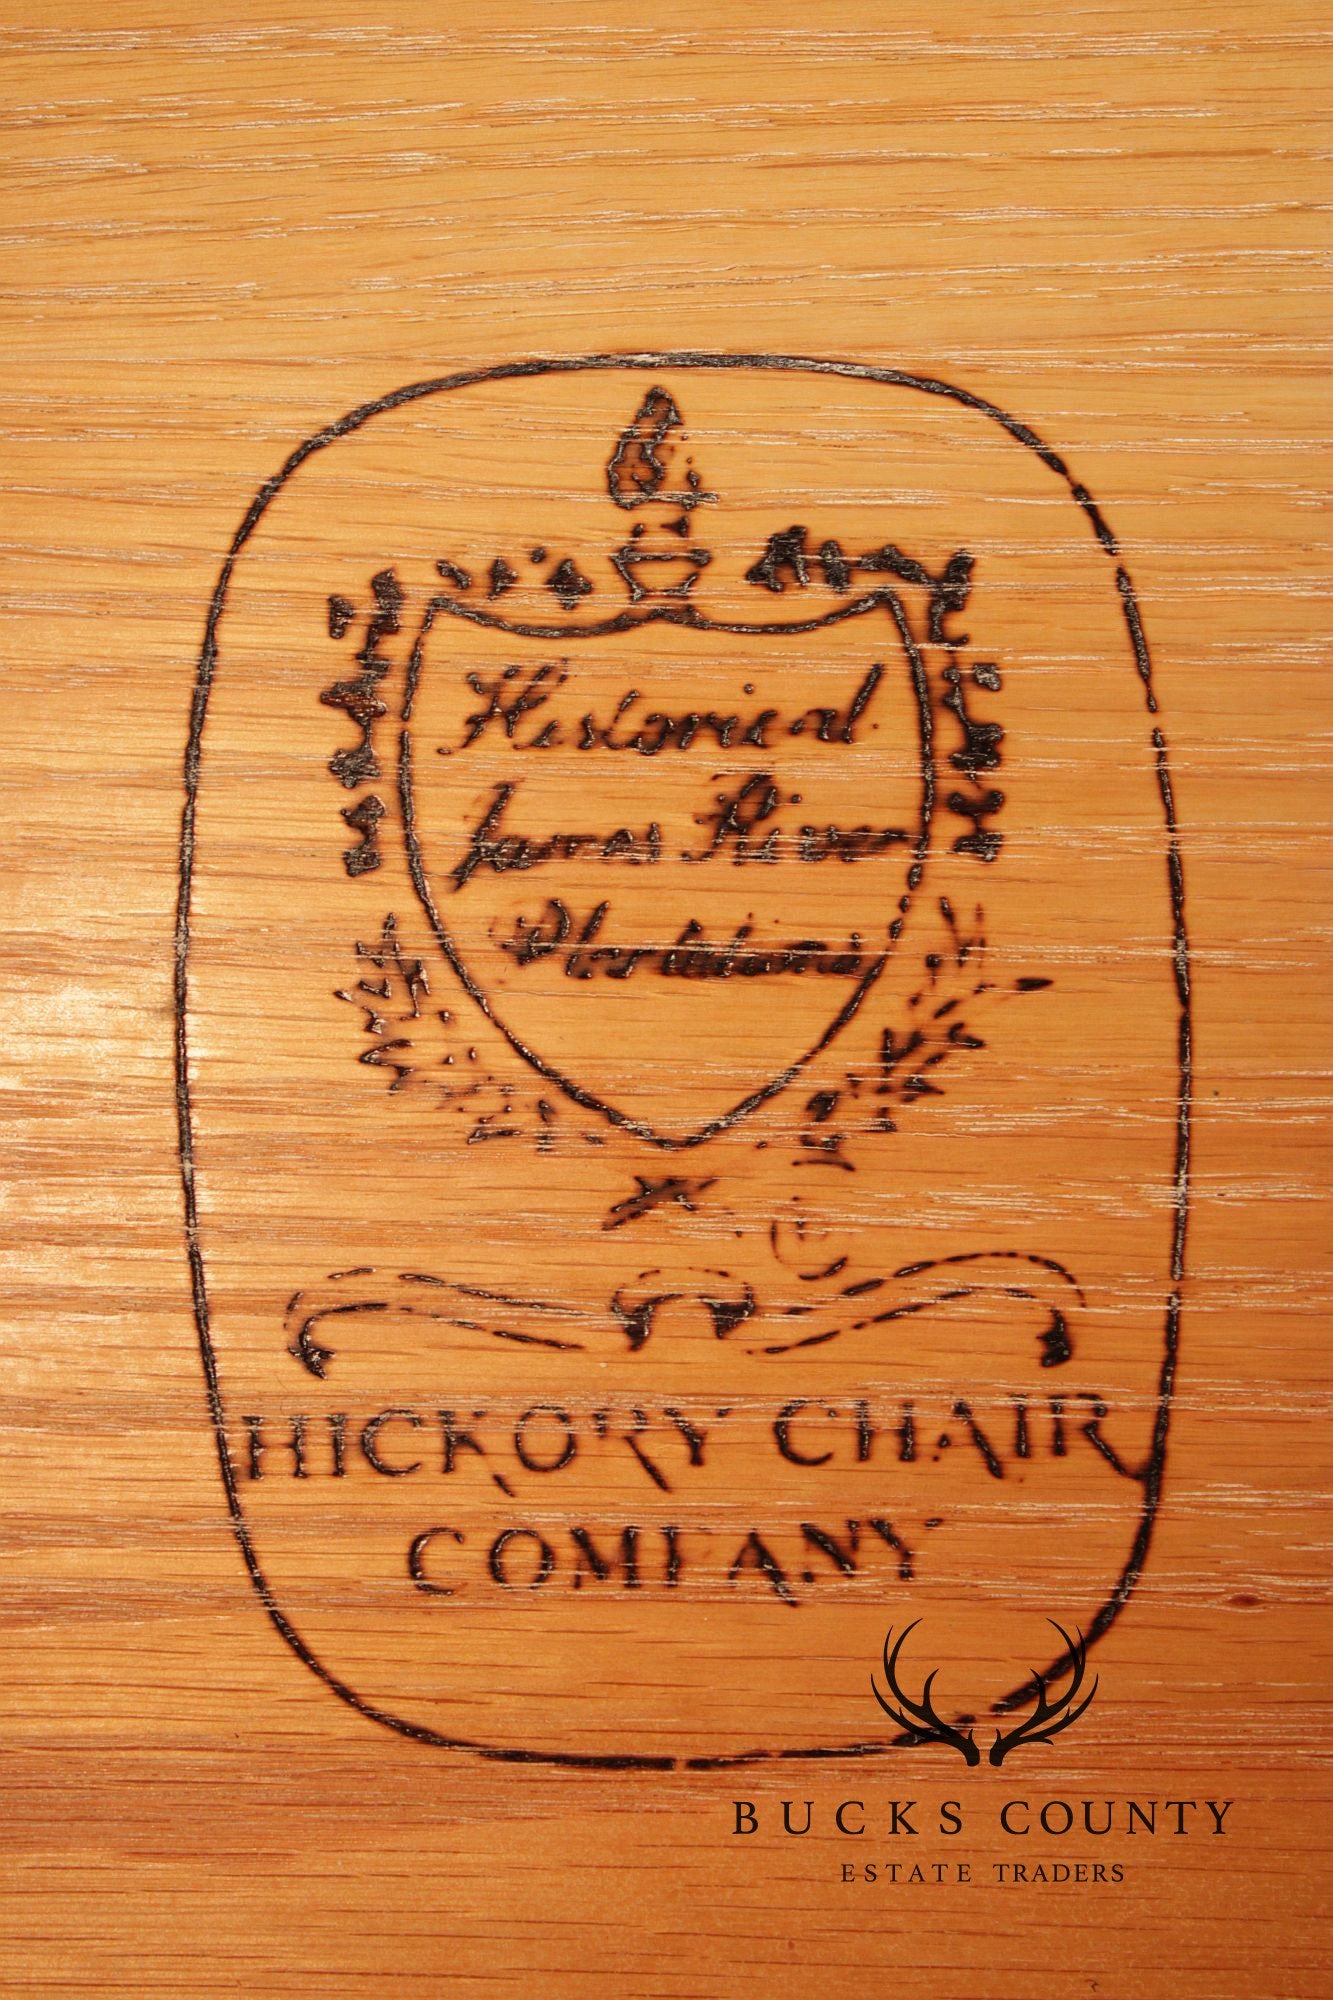 Historical
James River
Plantations
HICKORY CHAIR
COMPANY
BUCKS COUNTY
ESTATE TRADERS